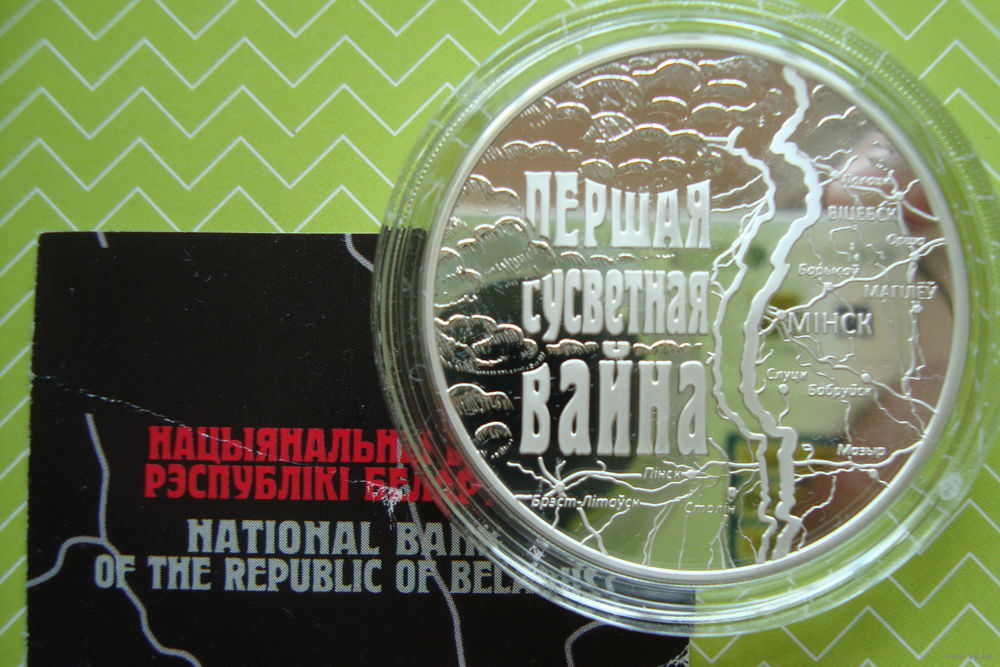 ПЕРШАЯ
СУСВЕТНАЯ
ВАЙНА
ВІЦЕБСК
Орша
Барысаў
МАГІЛЁЎ
МІНСК
Слуцк
Бабруйск
Мазыр
Пінск
Брэст-Літоўск
Столін
РЭСПУБЛІКІ
NATIONAL
OF THE REPUBLIC OF